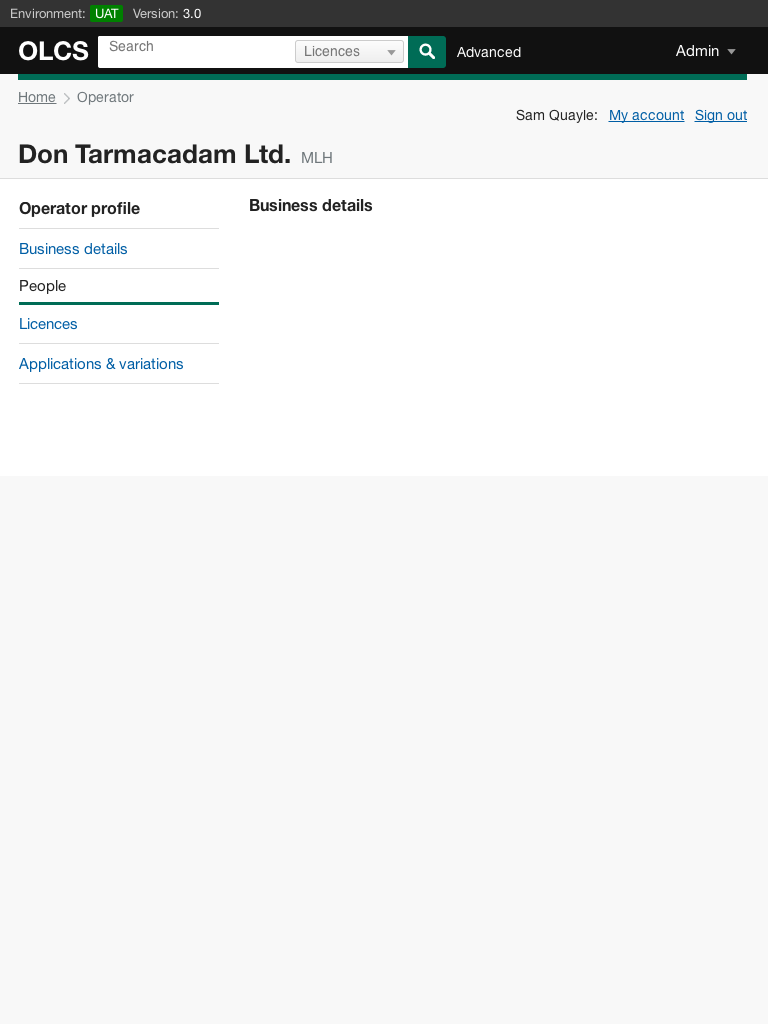 Environment: UAT Version: 3.0
OLCS Search Licences Advanced Admin
Home Operator
Sam Quayle: My account Sign out
Don Tarmacadam Ltd. MLH
Operator profile
Business details
People
Licences
Applications & variations
Business details